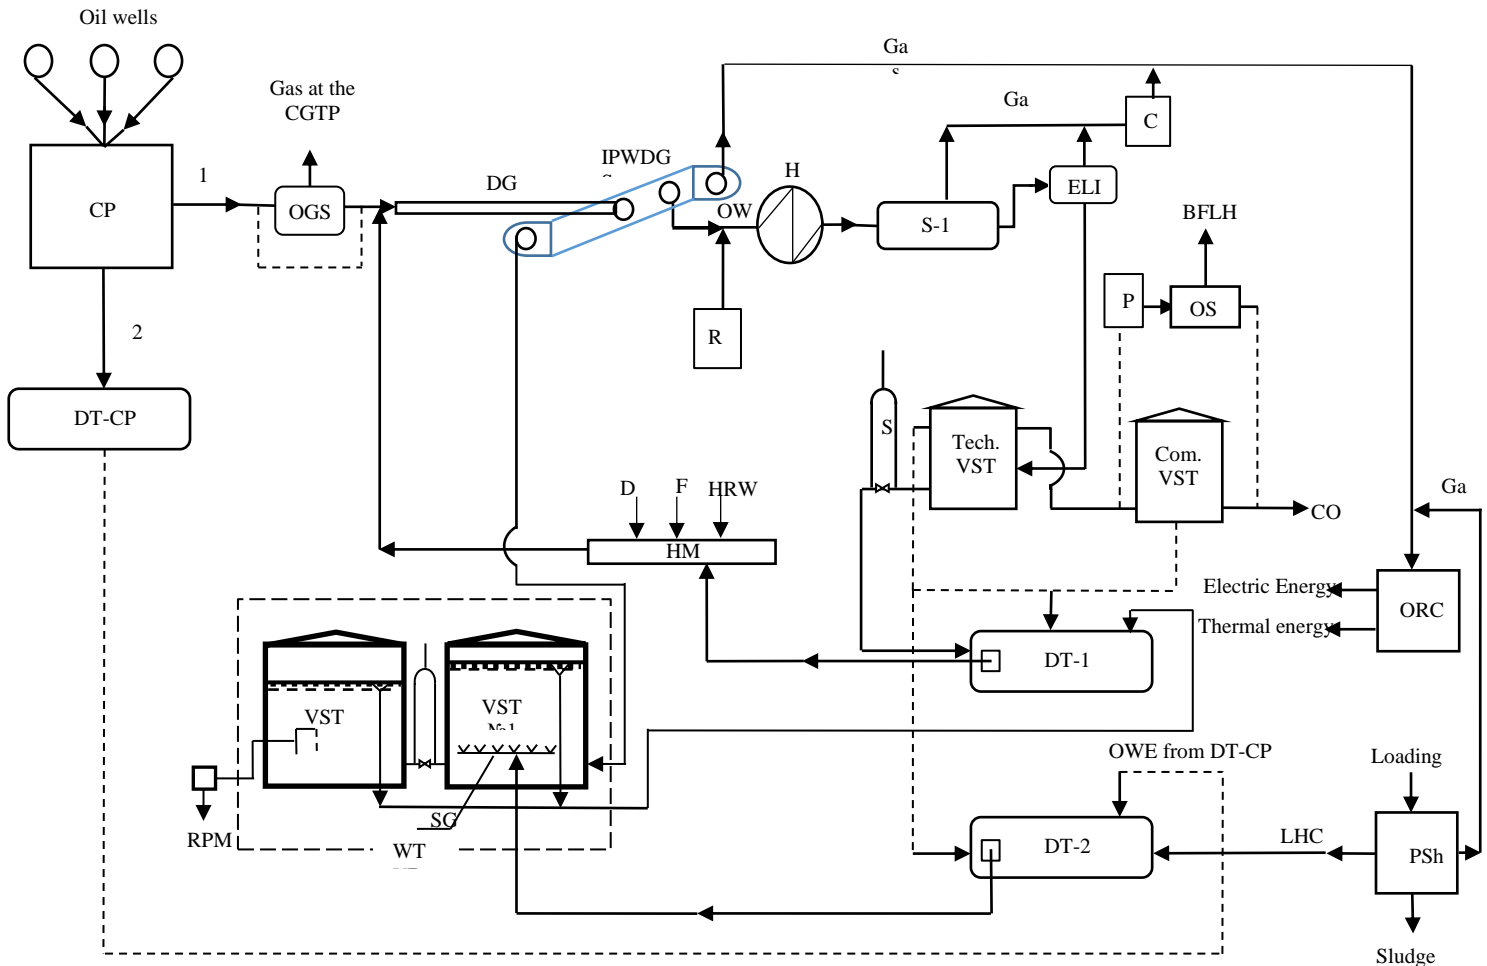 Oil wells
Ga
Gas at the
CGTP
Ga
C
IPWDG
H
1
DG
ELI
CP
OGS
OW
S-1
BFLH
P
OS
2
R
DT-CP
S
Tech.
VST
Com.
VST
D
F
HRW
Ga
CO
HM
Electric Energy
ORC
Thermal energy
DT-1
VST
VST
№1
OWE from DT-CP
Loading
SG
RPM
WT
LHC
DT-2
PSh
Sludge